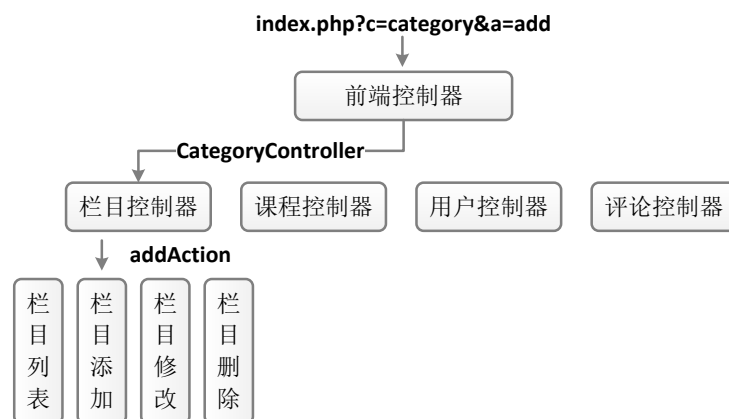 index.php?c=category&a=add
前端控制器
CategoryController
栏目控制器
课程控制器
用户控制器
评论控制器
addAction
栏目列表
栏目添加
栏目修改
栏目删除